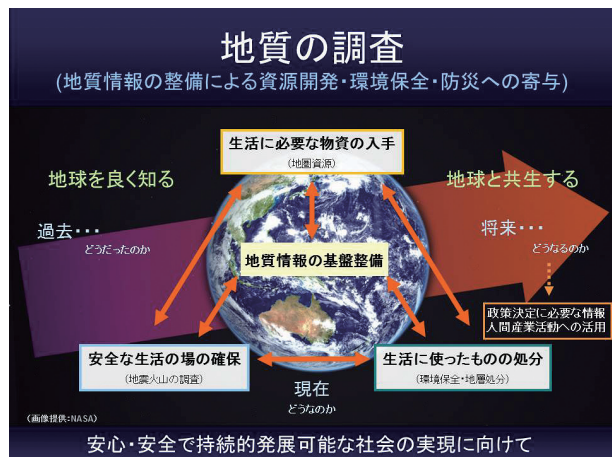 地質の調査
(地質情報の整備による資源開発・環境保全・防災への寄与)
生活に必要な物資の入手
(地圏資源)
地球を良く知る
地球と共生する
過去･･･
どうだったのか
将来･･･
どうなるのか
地質情報の基盤整備
政策決定に必要な情報
人間産業活動への活用
安全な生活の場の確保
(地震火山の調査)
生活に使ったものの処分
(環境保全・地層処分)
現在
どうなのか
(画像提供:NASA)
安心・安全で持続的発展可能な社会の実現に向けて